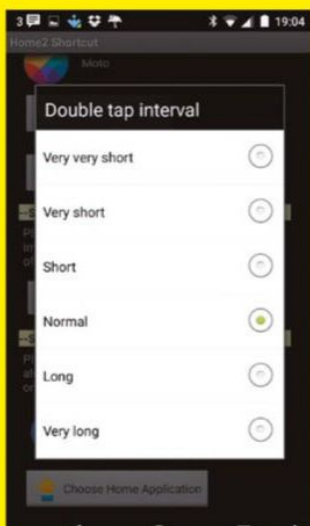 3 19:04
Home2 Shortcut
Moto
Double tap interval
Very very short
Very short
Short
Normal
Long
Very long
Choose Home Application